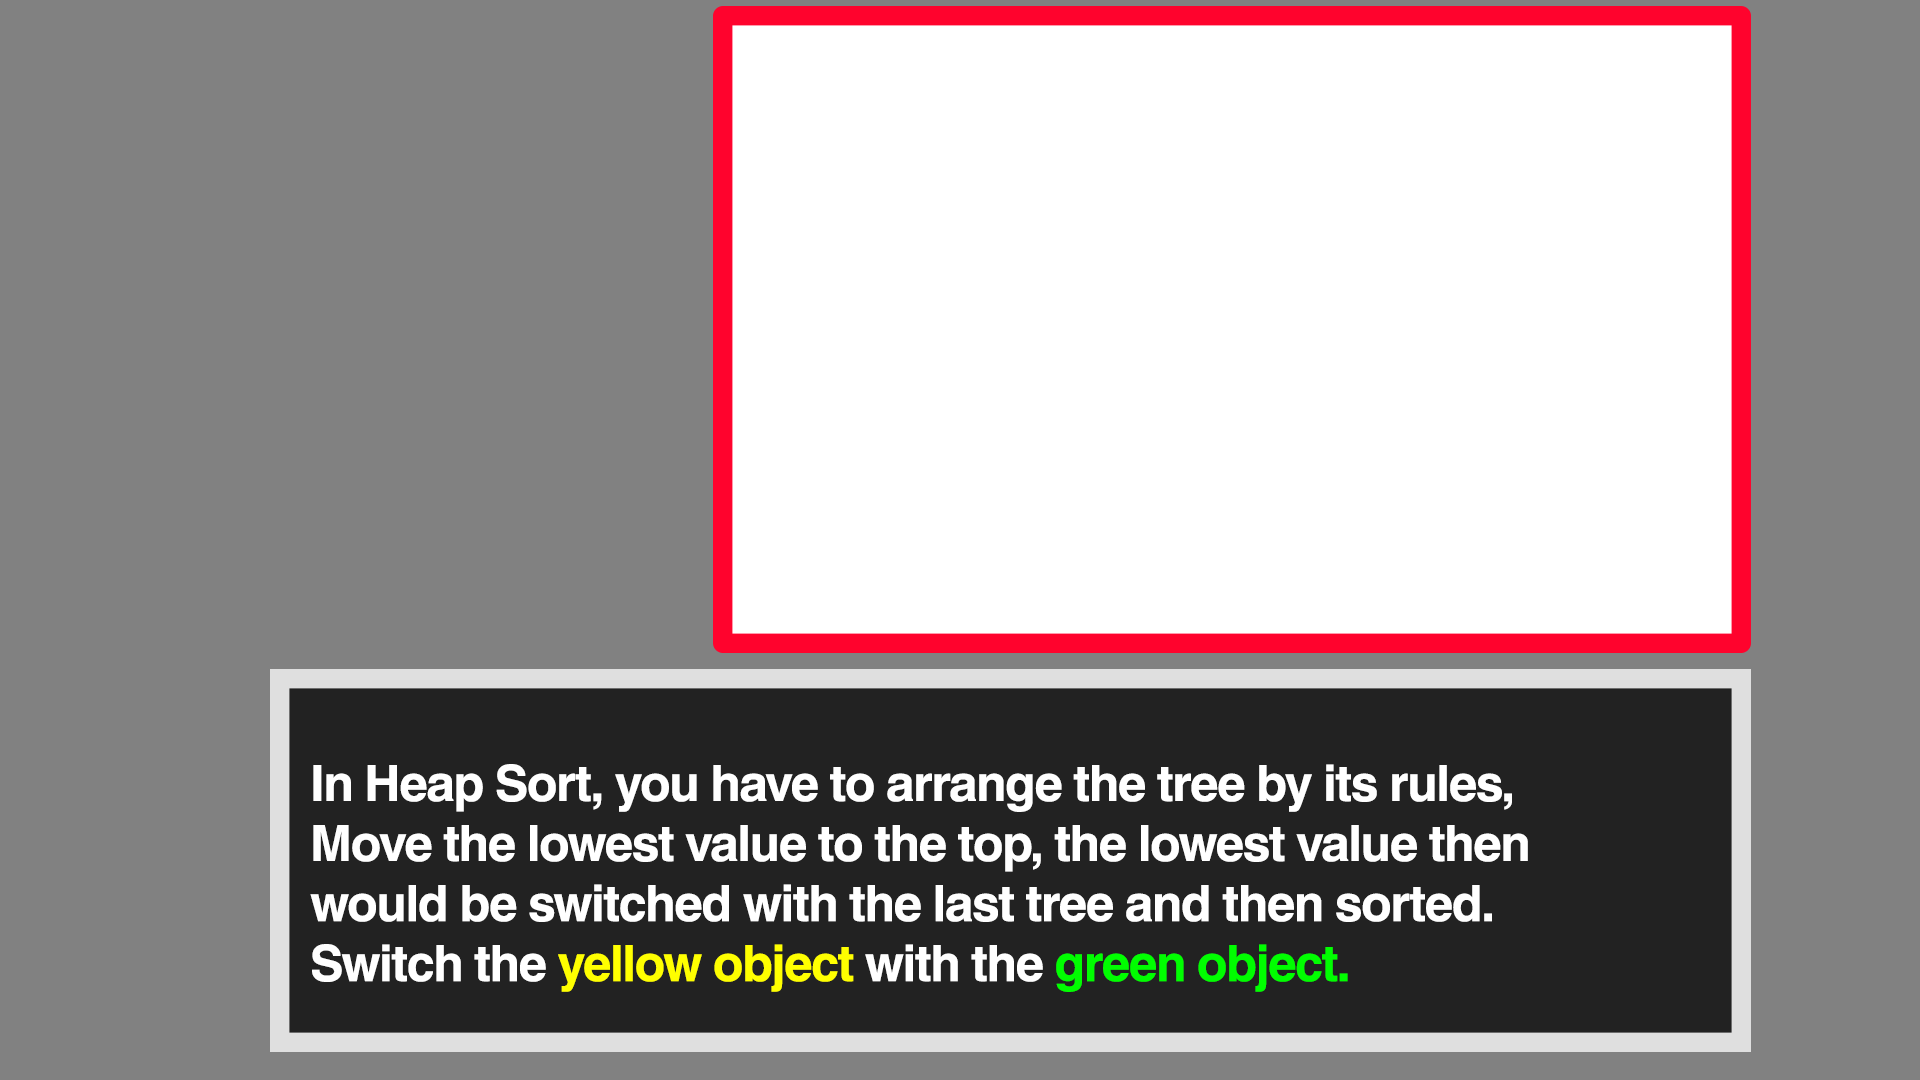 In Heap Sort, you have to arrange the tree by its rules,
Move the lowest value to the top, the lowest value then
would be switched with the last tree and then sorted.
Switch the yellow object with the green object.